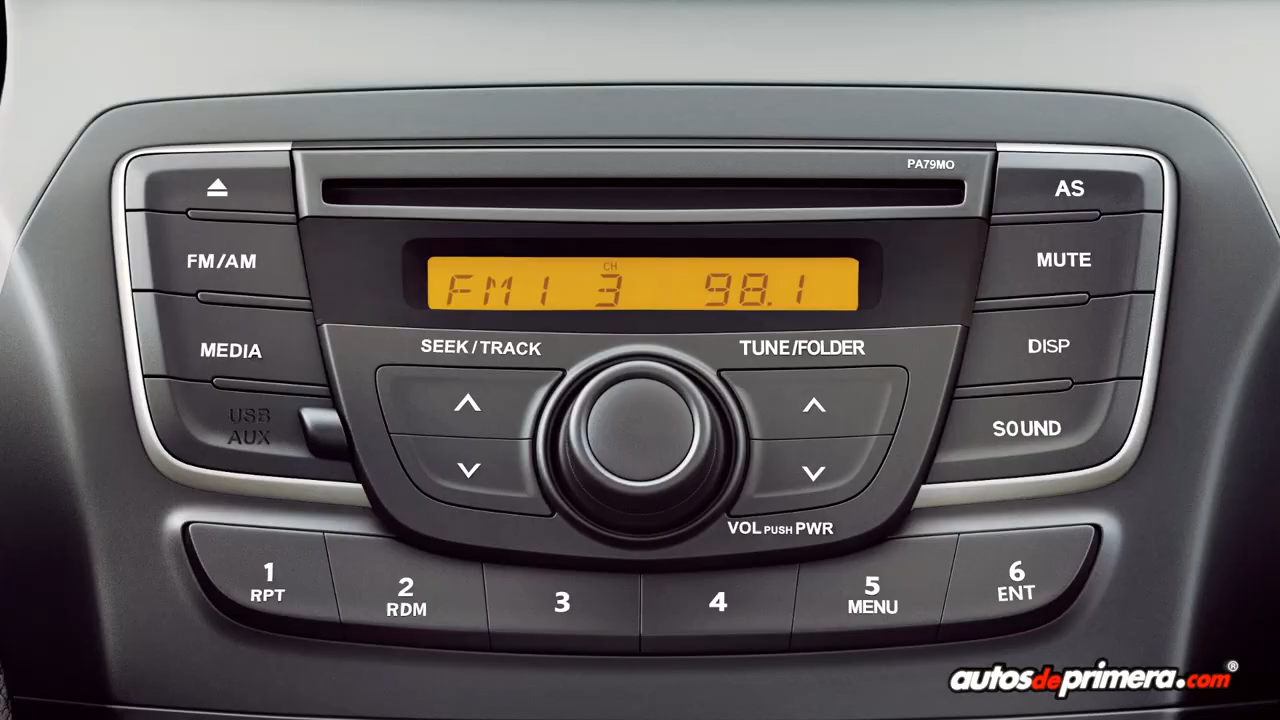 PA79MO
AS
FM/AM
MUTE
CH
FM1 3 98.1
MEDIA
SEEK/TRACK
TUNE/FOLDER
DISP
USB
AUX
SOUND
VOL PUSH PWR
1
RPT
2
RDM
3
4
5
MENU
6
ENT
autosdeprimera.com®